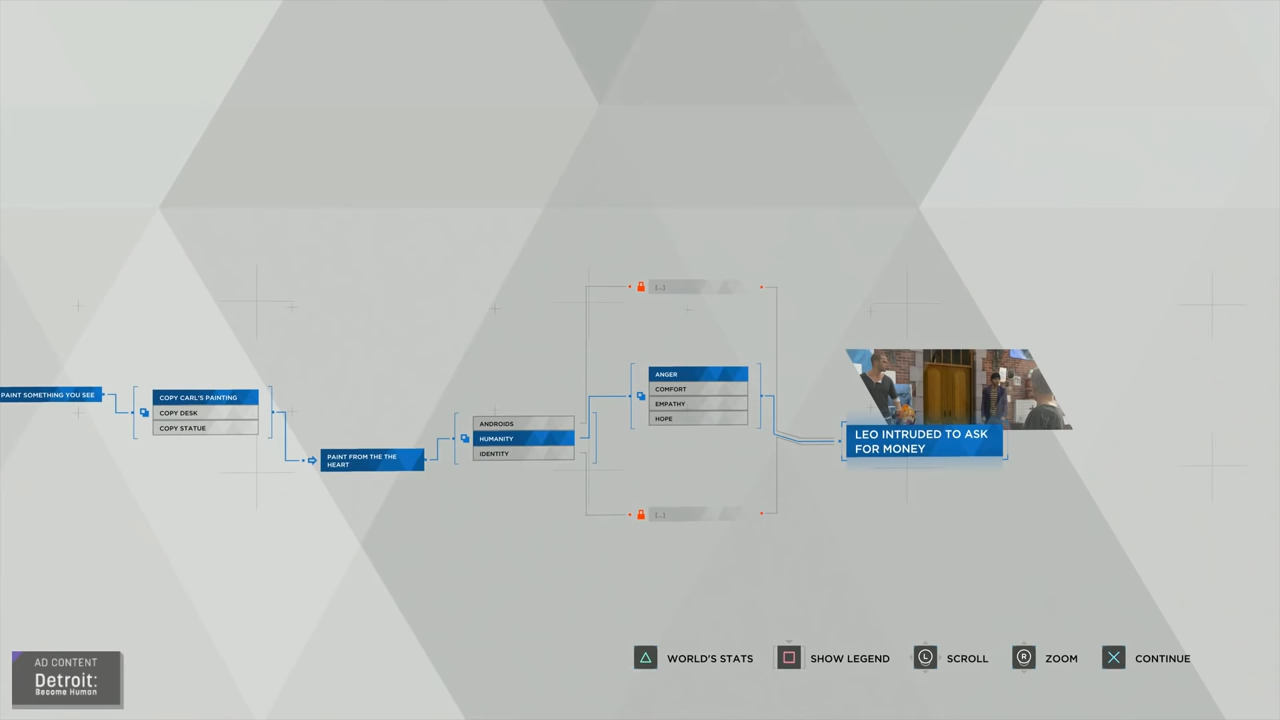 PAINT SOMETHING YOU SEE
COPY CARL'S PAINTING
COPY DESK
COPY STATUE
PAINT FROM THE THE
HEART
ANDROIDS
HUMANITY
IDENTITY
[...]
ANGER
COMFORT
EMPATHY
HOPE
[...]
LEO INTRUDED TO ASK
FOR MONEY
AD CONTENT
Detroit:
Become Human
WORLD'S STATS
SHOW LEGEND
L
SCROLL
R
ZOOM
CONTINUE